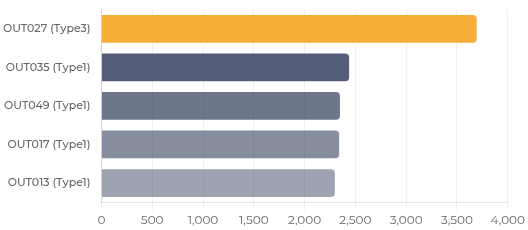 OUT027 (Type3)
OUT035 (Type1)
OUT049 (Type1)
OUT017 (Type1)
OUT013 (Type1)
0 500 1,000 1,500 2,000 2,500 3,000 3,500 4,000